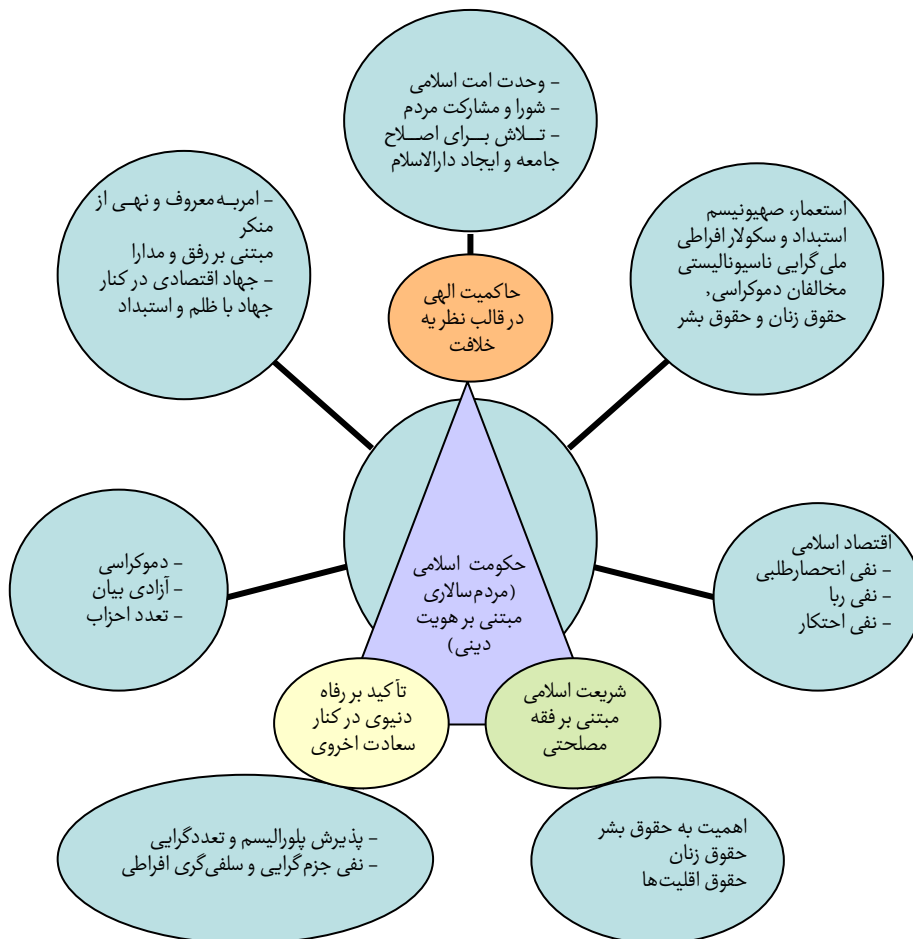 - وحدت امت اسلامی
- شورا و مشارکت مردم
- تــلاش بــرای اصــلاح
جامعه و ایجاد دارالاسلام
استعمار، صهیونیسم
استبداد و سکولار افراطی
ملی‌گرایی ناسیونالیستی
مخالفان دموکراسی,
حقوق زنان و حقوق بشر
- امربـه‌معروف و نهـی از
منکر
مبتنی بر رفق و مدارا
- جهاد اقتصادی در کنار
جهاد با ظلم و استبداد
حاکمیت الهی
در قالب نظریه
خلافت
حکومت اسلامی
(مردم‌سالاری
مبتنی بر هویت
دینی)
اقتصاد اسلامی
- نفی انحصارطلبی
- نفی ربا
- نفی احتکار
- دموکراسی
- آزادی بیان
- تعدد احزاب
شریعت اسلامی
مبتنی بر فقه
مصلحتی
تأکید بر رفاه
دنیوی در کنار
سعادت اخروی
اهمیت به حقوق بشر
حقوق زنان
حقوق اقلیت‌ها
- پذیرش پلورالیسم و تعددگرایی
- نفی جزم‌گرایی و سلفی‌گری افراطی